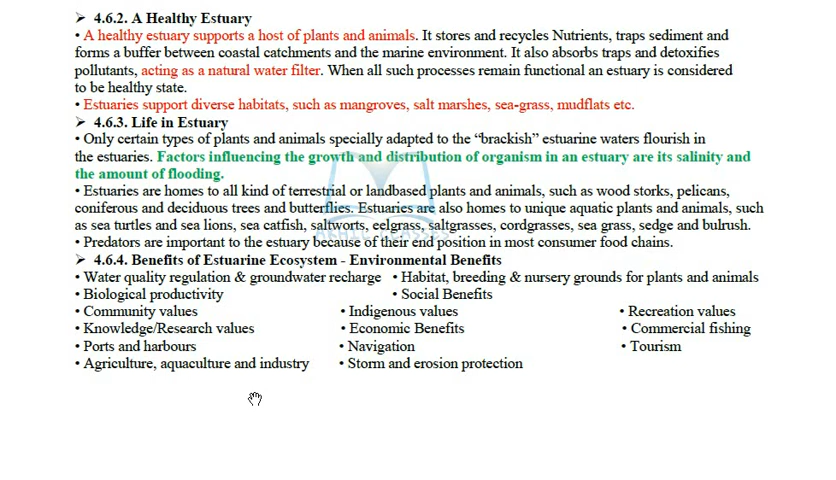 ➢ 4.6.2. A Healthy Estuary
• A healthy estuary supports a host of plants and animals. It stores and recycles Nutrients, traps sediment and
forms a buffer between coastal catchments and the marine environment. It also absorbs traps and detoxifies
pollutants, acting as a natural water filter. When all such processes remain functional an estuary is considered
to be healthy state.
• Estuaries support diverse habitats, such as mangroves, salt marshes, sea-grass, mudflats etc.
➢ 4.6.3. Life in Estuary
• Only certain types of plants and animals specially adapted to the “brackish” estuarine waters flourish in
the estuaries. Factors influencing the growth and distribution of organism in an estuary are its salinity and
the amount of flooding.
• Estuaries are homes to all kind of terrestrial or landbased plants and animals, such as wood storks, pelicans,
coniferous and deciduous trees and butterflies. Estuaries are also homes to unique aquatic plants and animals, such
as sea turtles and sea lions, sea catfish, saltworts, eelgrass, saltgrasses, cordgrasses, sea grass, sedge and bulrush.
• Predators are important to the estuary because of their end position in most consumer food chains.
➢ 4.6.4. Benefits of Estuarine Ecosystem - Environmental Benefits
• Water quality regulation & groundwater recharge • Habitat, breeding & nursery grounds for plants and animals
• Biological productivity • Social Benefits
• Community values • Indigenous values • Recreation values
• Knowledge/Research values • Economic Benefits • Commercial fishing
• Ports and harbours • Navigation • Tourism
• Agriculture, aquaculture and industry • Storm and erosion protection